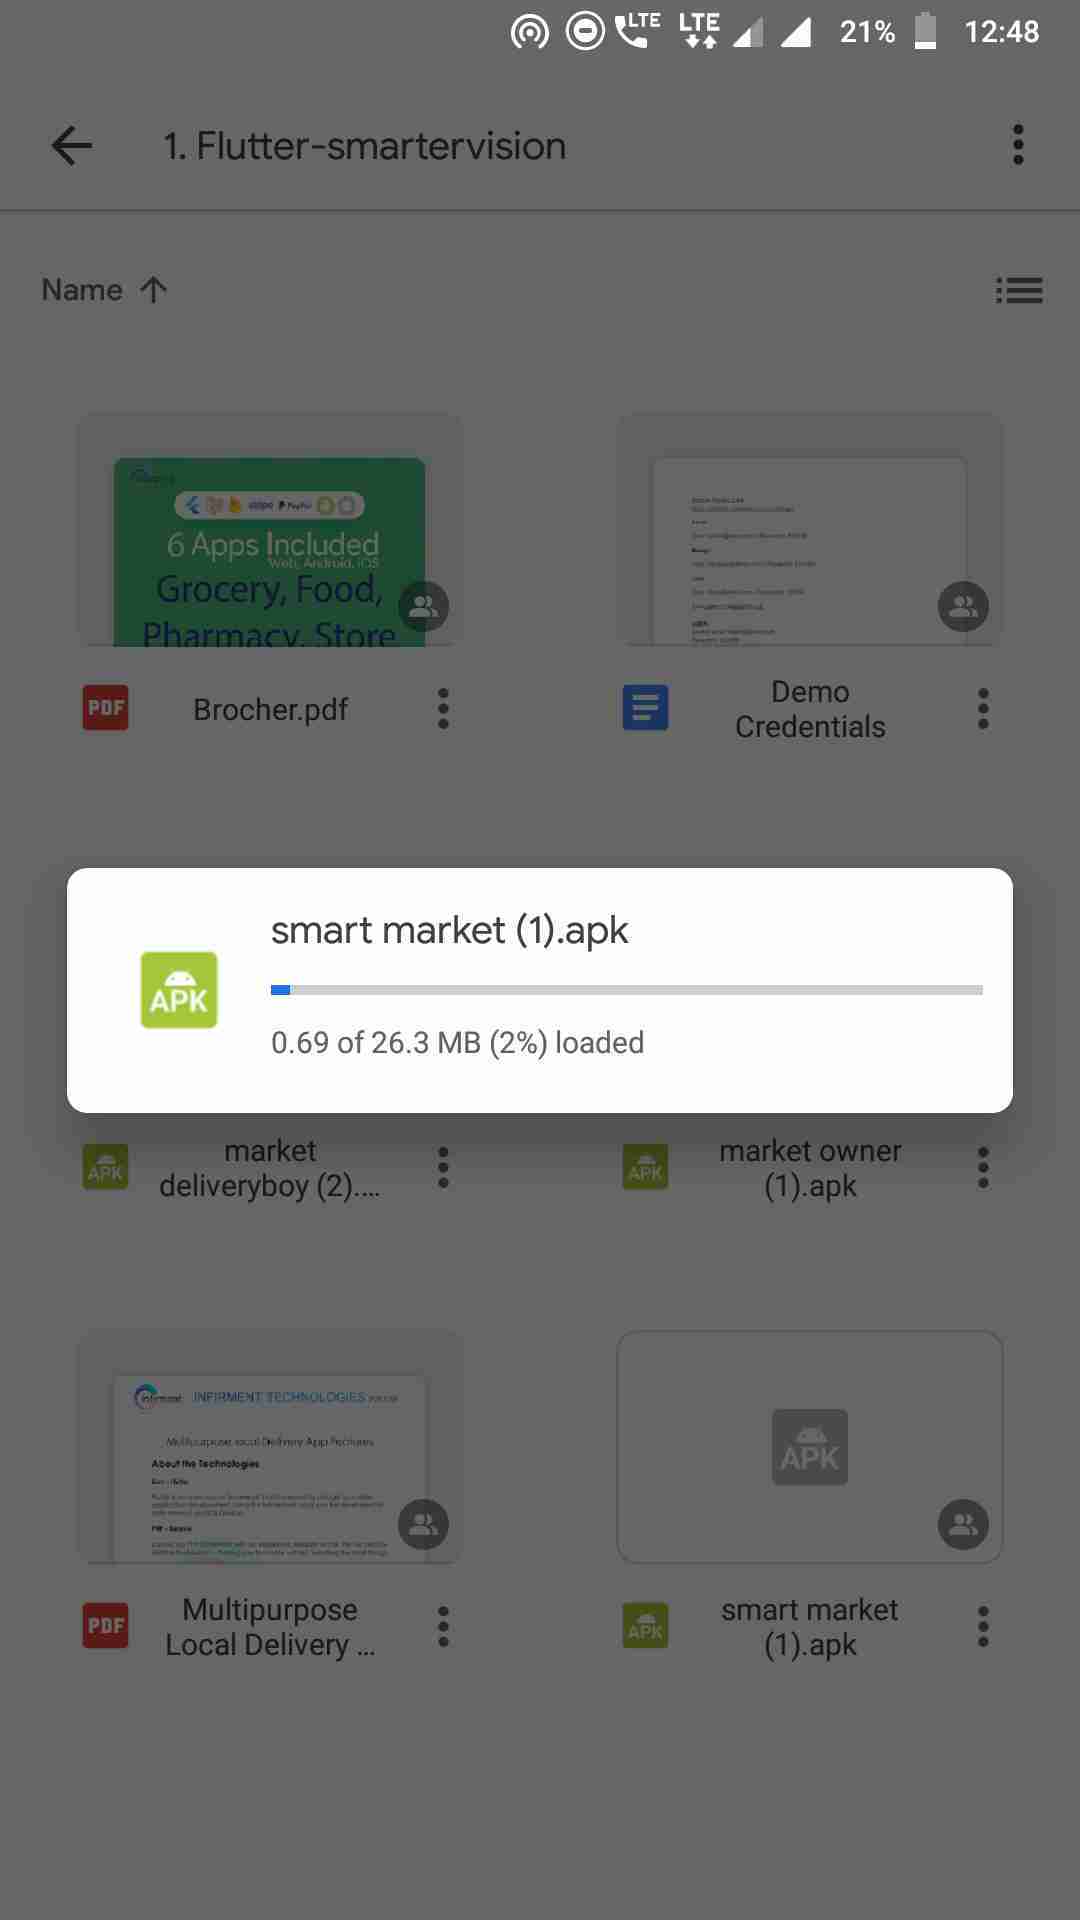 LTE LTE 21% 12:48
1. Flutter-smartervision
Name
6 Apps Included
Web, Android, iOS
Grocery, Food,
Pharmacy, Store
PDF
Brocher.pdf
Demo
Credentials
smart market (1).apk
APK
0.69 of 26.3 MB (2%) loaded
APK
market
deliveryboy (2)....
APK
market owner
(1).apk
INFIRMENT TECHNOLOGIES
Multipurpose local Delivery App Features
About the Technologies
APK
PDF
Multipurpose
Local Delivery ...
APK
smart market
(1).apk